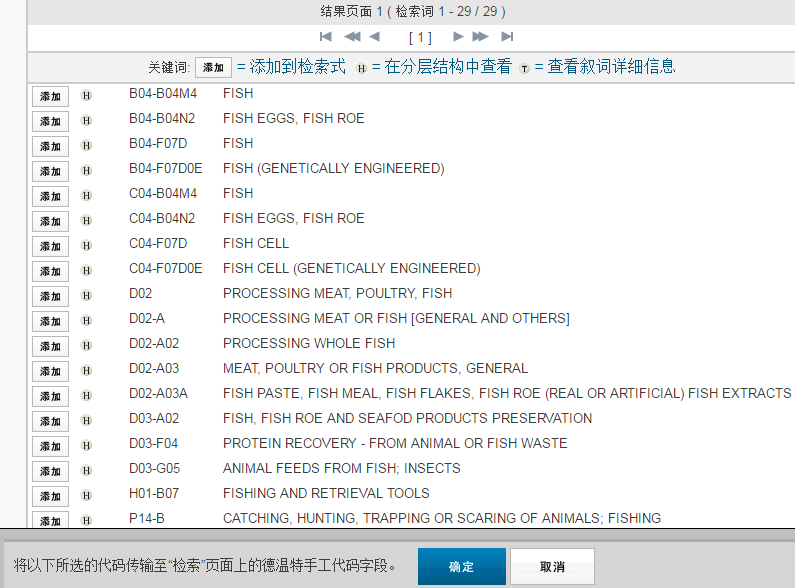 结果页面 1 ( 检索词 1 - 29 / 29 )
[ 1 ]
关键词: 添加 = 添加到检索式 H = 在分层结构中查看 T = 查看叙词详细信息
添加 H B04-B04M4 FISH
添加 H B04-B04N2 FISH EGGS, FISH ROE
添加 H B04-F07D FISH
添加 H B04-F07D0E FISH (GENETICALLY ENGINEERED)
添加 H C04-B04M4 FISH
添加 H C04-B04N2 FISH EGGS, FISH ROE
添加 H C04-F07D FISH CELL
添加 H C04-F07D0E FISH CELL (GENETICALLY ENGINEERED)
添加 H D02 PROCESSING MEAT, POULTRY, FISH
添加 H D02-A PROCESSING MEAT OR FISH [GENERAL AND OTHERS]
添加 H D02-A02 PROCESSING WHOLE FISH
添加 H D02-A03 MEAT, POULTRY OR FISH PRODUCTS, GENERAL
添加 H D02-A03A FISH PASTE, FISH MEAL, FISH FLAKES, FISH ROE (REAL OR ARTIFICIAL) FISH EXTRACTS
添加 H D03-A02 FISH, FISH ROE AND SEAFOD PRODUCTS PRESERVATION
添加 H D03-F04 PROTEIN RECOVERY - FROM ANIMAL OR FISH WASTE
添加 H D03-G05 ANIMAL FEEDS FROM FISH; INSECTS
添加 H H01-B07 FISHING AND RETRIEVAL TOOLS
添加 H P14-B CATCHING, HUNTING, TRAPPING OR SCARING OF ANIMALS; FISHING
将以下所选的代码传输至“检索”页面上的德温特手工代码字段。 确定 取消